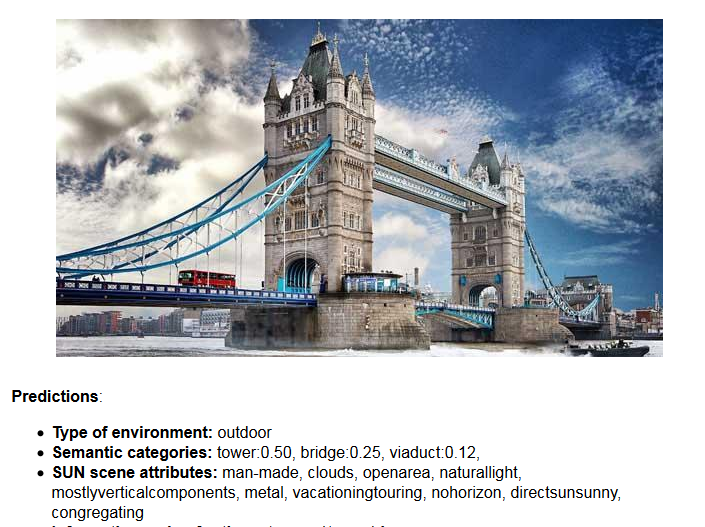 Predictions:
Type of environment: outdoor
Semantic categories: tower:0.50, bridge:0.25, viaduct:0.12,
SUN scene attributes: man-made, clouds, openarea, naturallight,
mostlyverticalcomponents, metal, vacationingtouring, nohorizon, directsunsunny,
congregating